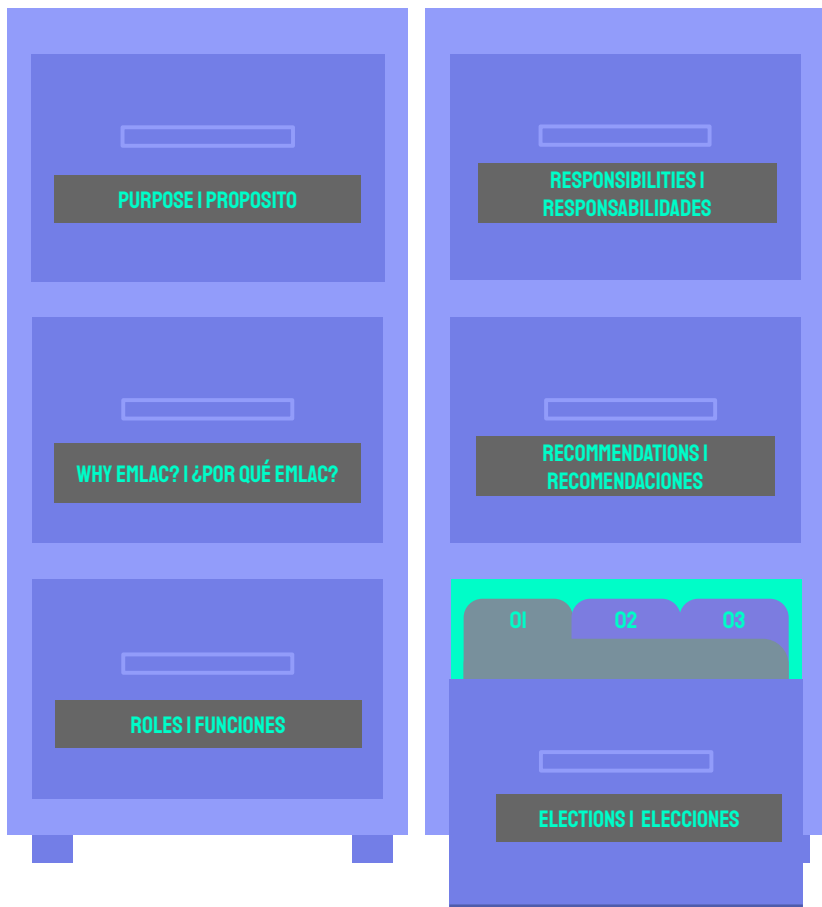 PURPOSE | PROPOSITO
WHY EMLAC? | ¿POR QUÉ EMLAC?
ROLES | FUNCIONES
RESPONSIBILITIES |
RESPONSABILIDADES
RECOMMENDATIONS |
RECOMENDACIONES
01 02 03
ELECTIONS | ELECCIONES